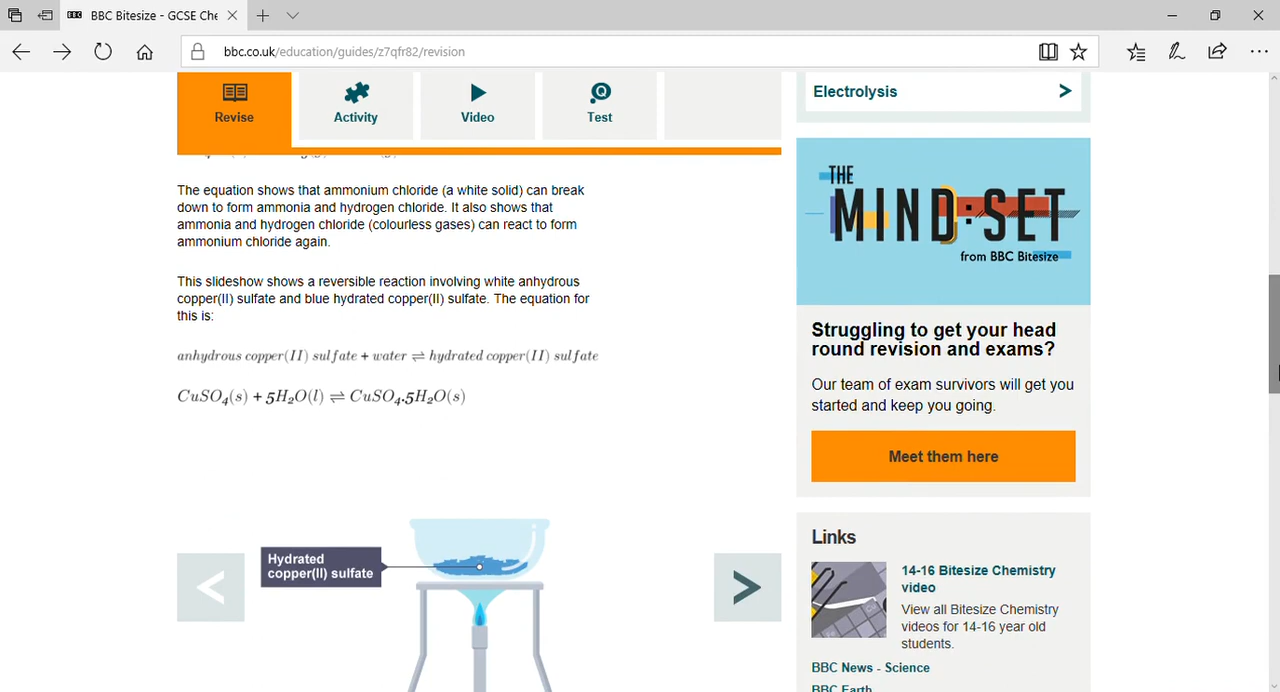 BBC Bitesize - GCSE Che
bbc.co.uk/education/guides/z7qfr82/revision
Revise
Activity
Video
Test
The equation shows that ammonium chloride (a white solid) can break
down to form ammonia and hydrogen chloride. It also shows that
ammonia and hydrogen chloride (colourless gases) can react to form
ammonium chloride again.
This slideshow shows a reversible reaction involving white anhydrous
copper(II) sulfate and blue hydrated copper(II) sulfate. The equation for
this is:
anhydrous copper(II) sulfate + water ⇌ hydrated copper(II) sulfate
CuSO₄(s) + 5H₂O(l) ⇌ CuSO₄.5H₂O(s)
Hydrated
copper(II) sulfate
<
>
Electrolysis >
THE
MIND:SET
from BBC Bitesize
Struggling to get your head
round revision and exams?
Our team of exam survivors will get you
started and keep you going.
Meet them here
Links
14-16 Bitesize Chemistry
video
View all Bitesize Chemistry
videos for 14-16 year old
students.
BBC News - Science
BBC Earth